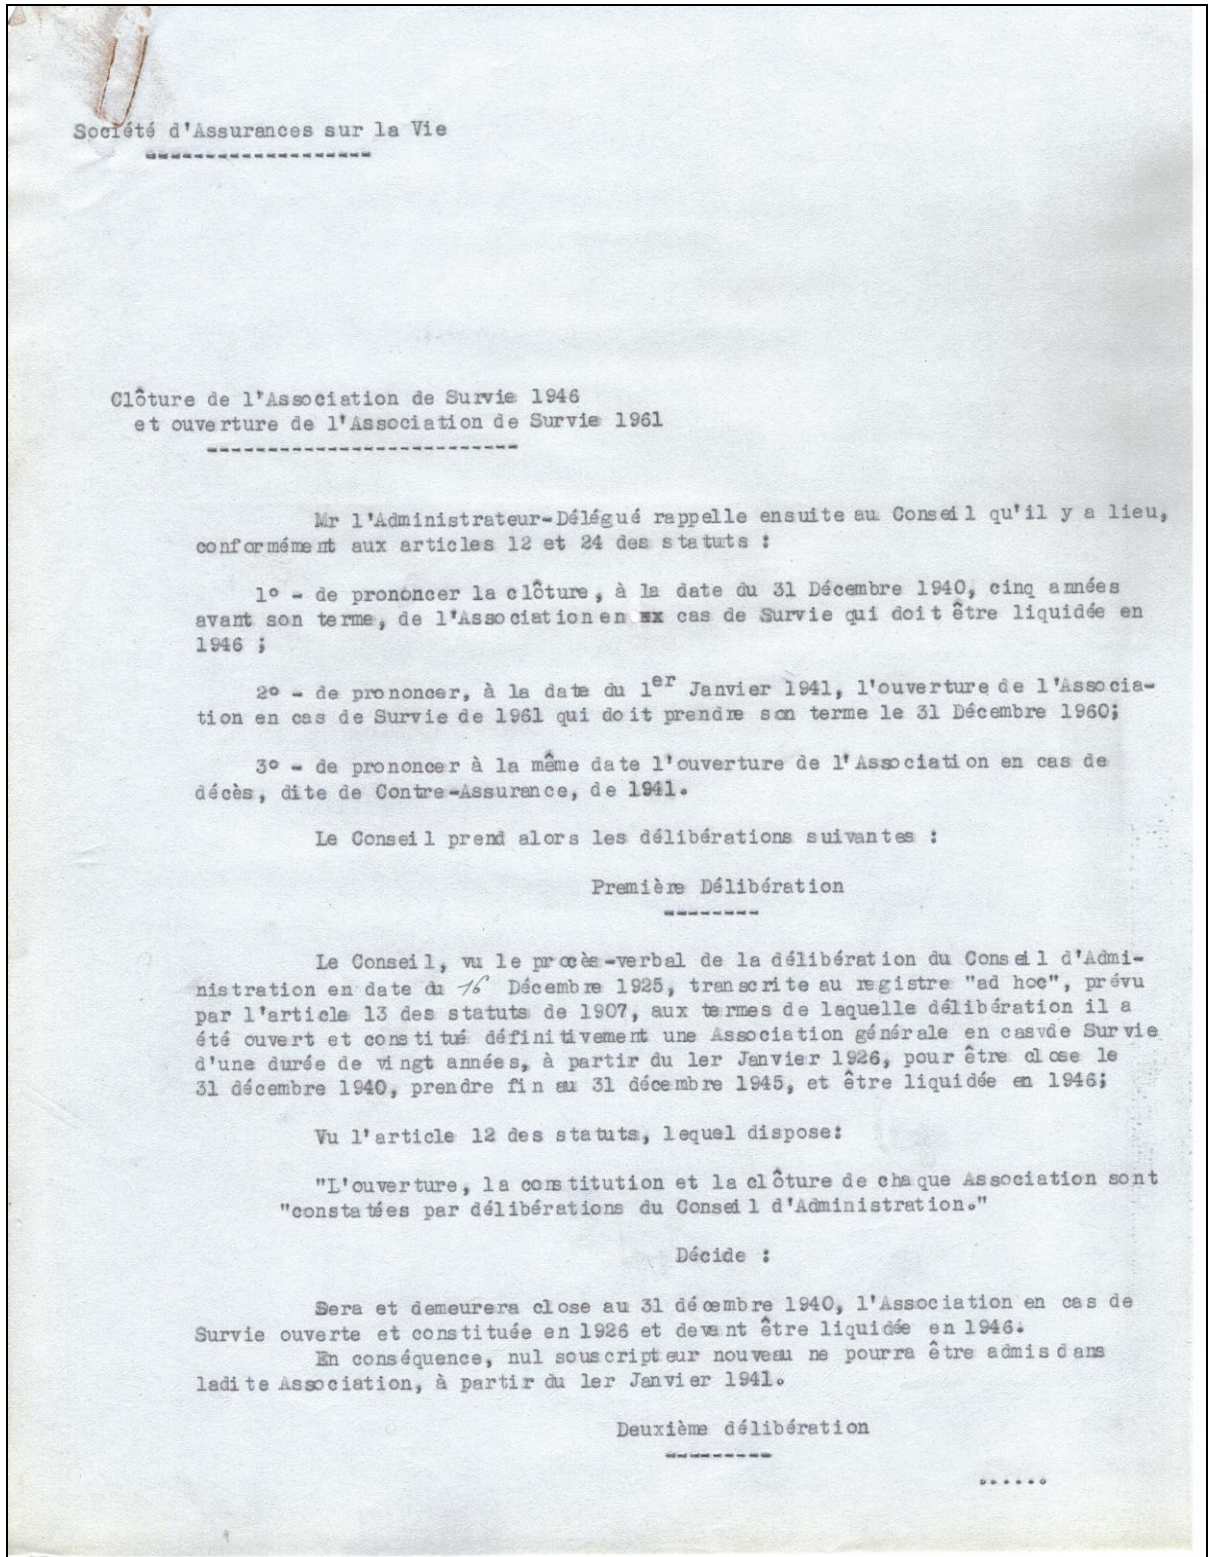 Société d'Assurances sur la Vie
-------------------
Clôture de l'Association de Survie 1946
et ouverture de l'Association de Survie 1961
--------------------------
Mr l'Administrateur-Délégué rappelle ensuite au Conseil qu'il y a lieu,
conformément aux articles 12 et 24 des statuts :
1° - de prononcer la clôture, à la date du 31 Décembre 1940, cinq années
avant son terme, de l'Association en xx cas de Survie qui doit être liquidée en
1946 ;
2° - de prononcer, à la date du 1er Janvier 1941, l'ouverture de l'Associa-
tion en cas de Survie de 1961 qui doit prendre son terme le 31 Décembre 1960;
3° - de prononcer à la même date l'ouverture de l'Association en cas de
décès, dite de Contre-Assurance, de 1941.
Le Conseil prend alors les délibérations suivantes :
Première Délibération
--------
Le Conseil, vu le procès-verbal de la délibération du Conseil d'Admi-
nistration en date du 16 Décembre 1925, transcrite au registre "ad hoc", prévu
par l'article 13 des statuts de 1907, aux termes de laquelle délibération il a
été ouvert et constitué définitivement une Association générale en casvde Survie
d'une durée de vingt années, à partir du 1er Janvier 1926, pour être close le
31 décembre 1940, prendre fin au 31 décembre 1945, et être liquidée en 1946;
Vu l'article 12 des statuts, lequel dispose:
"L'ouverture, la constitution et la clôture de chaque Association sont
"constatées par délibérations du Conseil d'Administration."
Décide :
Sera et demeurera close au 31 décembre 1940, l'Association en cas de
Survie ouverte et constituée en 1926 et devant être liquidée en 1946.
En conséquence, nul souscripteur nouveau ne pourra être admis dans
ladite Association, à partir du 1er Janvier 1941.
Deuxième délibération
---------
......